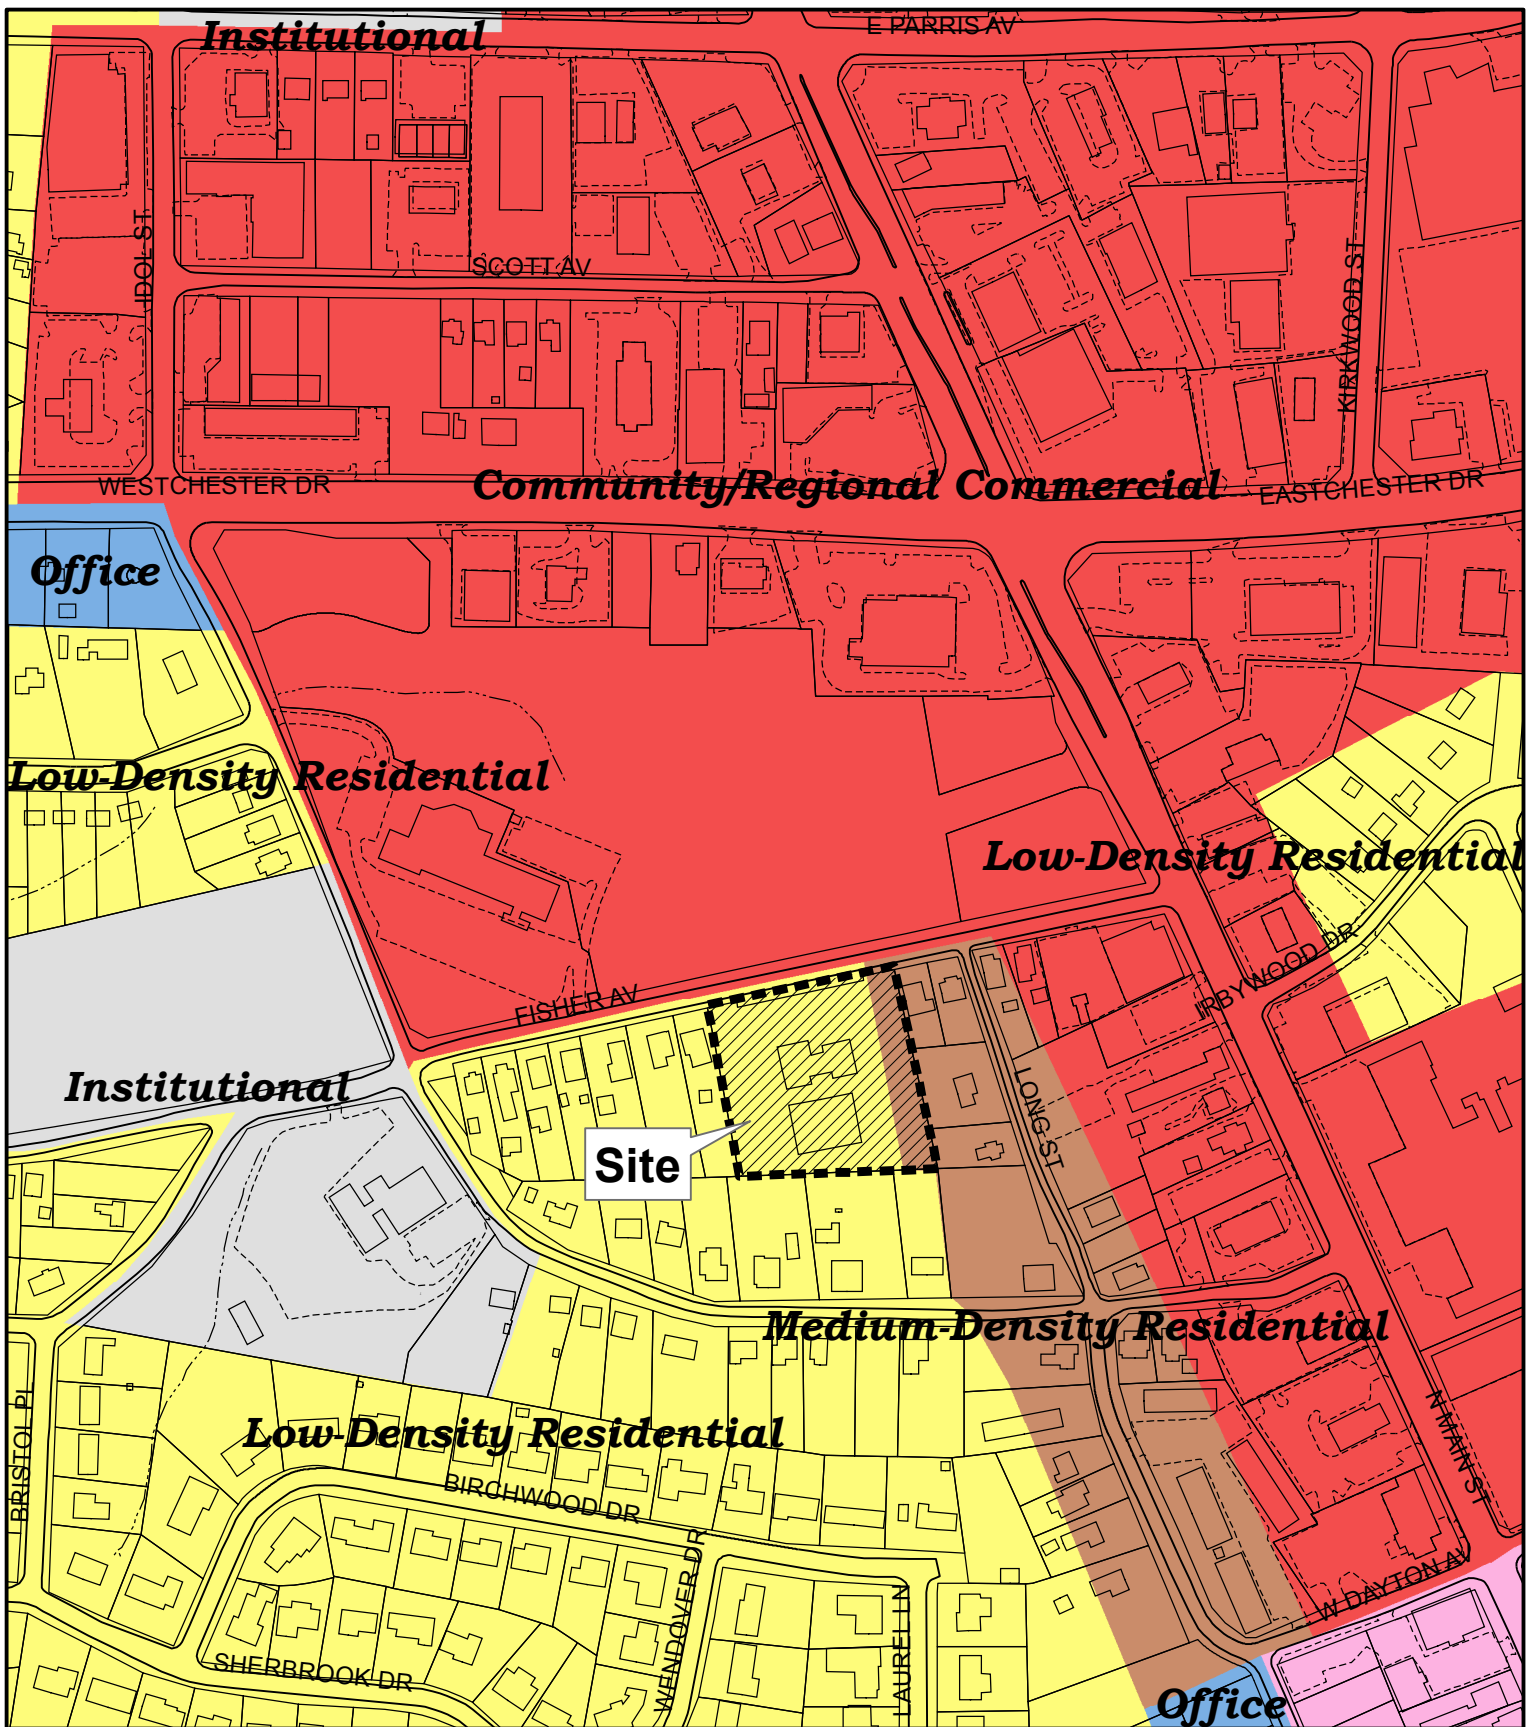 Institutional
E PARRIS AV
IDOL ST
SCOTT AV
KIRKWOOD ST
WESTCHESTER DR
Community/Regional Commercial
EASTCHESTER DR
Office
Low-Density Residential
Low-Density Residential
IRBYWOOD DR
FISHER AV
Institutional
LONG ST
Site
Medium-Density Residential
BRISTOL PL
Low-Density Residential
N MAIN ST
BIRCHWOOD DR
WENDOVER DR
LAUREL LN
W DAYTON AV
SHERBROOK DR
Office